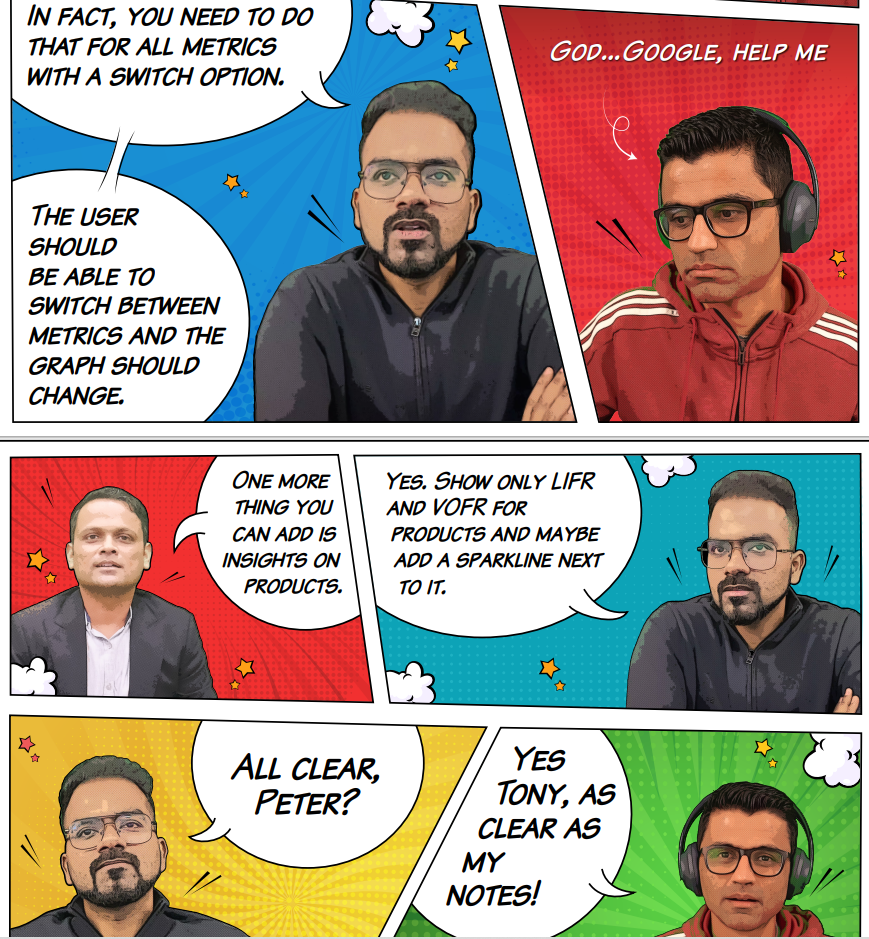 IN FACT, YOU NEED TO DO
THAT FOR ALL METRICS
WITH A SWITCH OPTION.
THE USER
SHOULD
BE ABLE TO
SWITCH BETWEEN
METRICS AND THE
GRAPH SHOULD
CHANGE.
GOD...GOOGLE, HELP ME
ONE MORE
THING YOU
CAN ADD IS
INSIGHTS ON
PRODUCTS.
YES. SHOW ONLY LIFR
AND VOFR FOR
PRODUCTS AND MAYBE
ADD A SPARKLINE NEXT
TO IT.
ALL CLEAR,
PETER?
YES
TONY, AS
CLEAR AS
MY
NOTES!